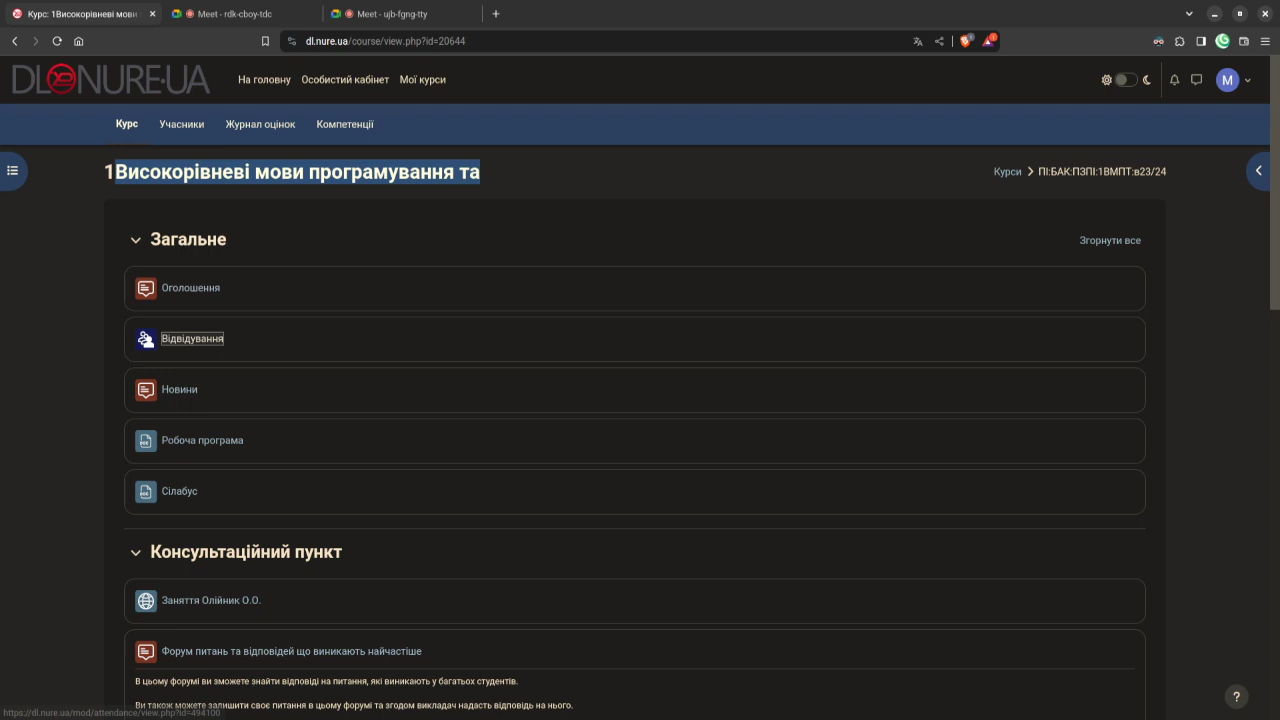 Курс: 1Високорівневі мови
Meet - rdk-cboy-tdc
Meet - ujb-fgng-tty
dl.nure.ua/course/view.php?id=20644
DL NURE·UA
На головну
Особистий кабінет
Мої курси
M
Курс
Учасники
Журнал оцінок
Компетенції
1Високорівневі мови програмування та
Курси
ПІ:БАК:ПЗПІ:1ВМПТ:в23/24
Загальне
Згорнути все
Оголошення
Відвідування
Новини
Робоча програма
Сілабус
Консультаційний пункт
Заняття Олійник О.О.
Форум питань та відповідей що виникають найчастіше
В цьому форумі ви зможете знайти відповіді на питання, які виникають у багатьох студентів.
Ви також можете залишити своє питання в цьому форумі та згодом викладач надасть відповідь на нього.
https://dl.nure.ua/mod/attendance/view.php?id=494100
?